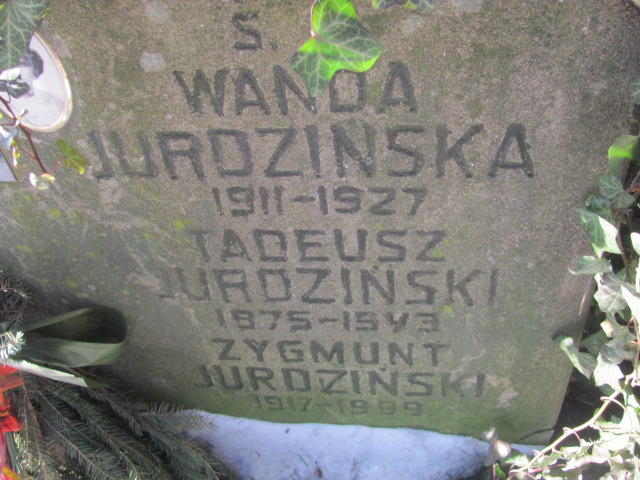 S.
WANDA
JURDZIŃSKA
1911-1927
TADEUSZ
JURDZIŃSKI
1875-1943
ZYGMUNT
JURDZIŃSKI
1917-1999